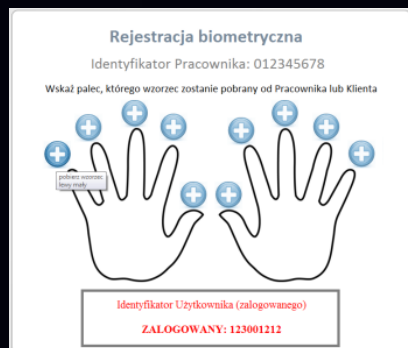 Rejestracja biometryczna
Identyfikator Pracownika: 012345678
Wskaż palec, którego wzorzec zostanie pobrany od Pracownika lub Klienta
pobierz wzorzec
lewy mały
Identyfikator Użytkownika (zalogowanego)
ZALOGOWANY: 123001212